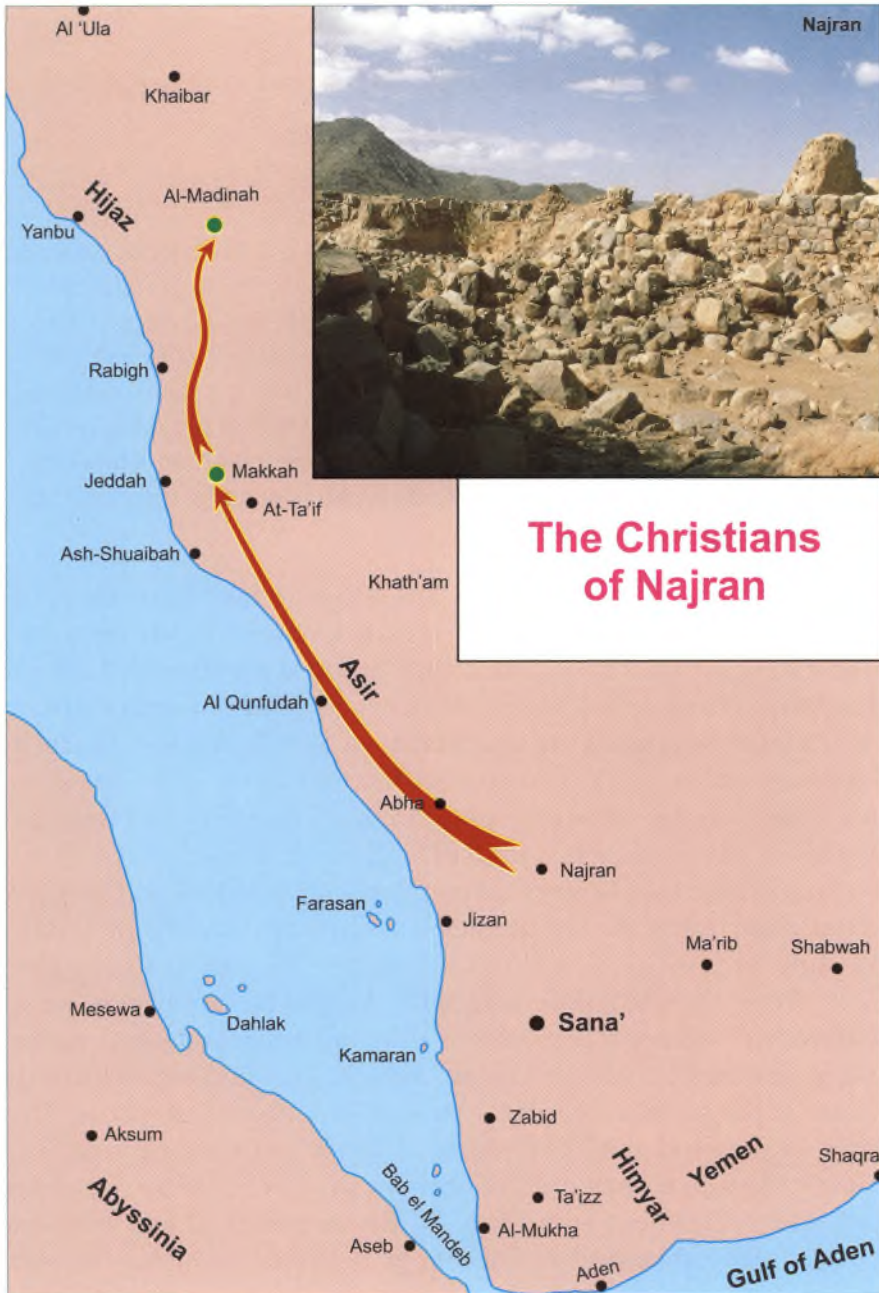 Al ‘Ula
Najran
Khaibar
Hijaz
Al-Madinah
Yanbu
Rabigh
Makkah
Jeddah
At-Ta’if
Ash-Shuaibah
The Christians
of Najran
Khath’am
Asir
Al Qunfudah
Abha
Najran
Farasan
Jizan
Ma’rib
Shabwah
Mesewa
Dahlak
Sana’
Kamaran
Zabid
Aksum
Himyar
Yemen
Shaqra
Abyssinia
Bab el Mandeb
Ta’izz
Al-Mukha
Aseb
Aden
Gulf of Aden